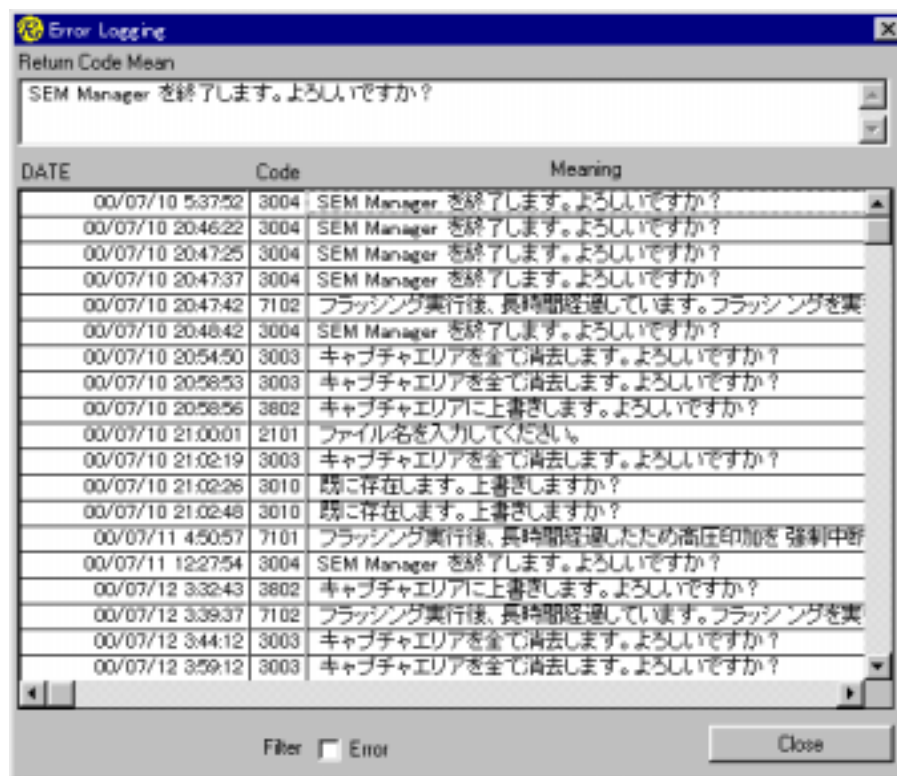 Error Logging
Return Code Mean
SEM Manager を終了します。よろしいですか?
DATE Code Meaning
00/07/10 5:37:52 3004 SEM Manager を終了します。よろしいですか?
00/07/10 20:46:22 3004 SEM Manager を終了します。よろしいですか?
00/07/10 20:47:25 3004 SEM Manager を終了します。よろしいですか?
00/07/10 20:47:37 3004 SEM Manager を終了します。よろしいですか?
00/07/10 20:47:42 7102 フラッシング実行後、長時間経過しています。フラッシングを実
00/07/10 20:48:42 3004 SEM Manager を終了します。よろしいですか?
00/07/10 20:54:50 3003 キャプチャエリアを全て消去します。よろしいですか?
00/07/10 20:58:53 3003 キャプチャエリアを全て消去します。よろしいですか?
00/07/10 20:58:56 3802 キャプチャエリアに上書きします。よろしいですか?
00/07/10 21:00:01 2101 ファイル名を入力してください。
00/07/10 21:02:19 3003 キャプチャエリアを全て消去します。よろしいですか?
00/07/10 21:02:26 3010 既に存在します。上書きしますか?
00/07/10 21:02:48 3010 既に存在します。上書きしますか?
00/07/11 4:50:57 7101 フラッシング実行後、長時間経過したため高圧印加を 強制中断
00/07/11 12:27:54 3004 SEM Manager を終了します。よろしいですか?
00/07/12 3:32:43 3802 キャプチャエリアに上書きします。よろしいですか?
00/07/12 3:39:37 7102 フラッシング実行後、長時間経過しています。フラッシングを実
00/07/12 3:44:12 3003 キャプチャエリアを全て消去します。よろしいですか?
00/07/12 3:59:12 3003 キャプチャエリアを全て消去します。よろしいですか?
Filter Error Close